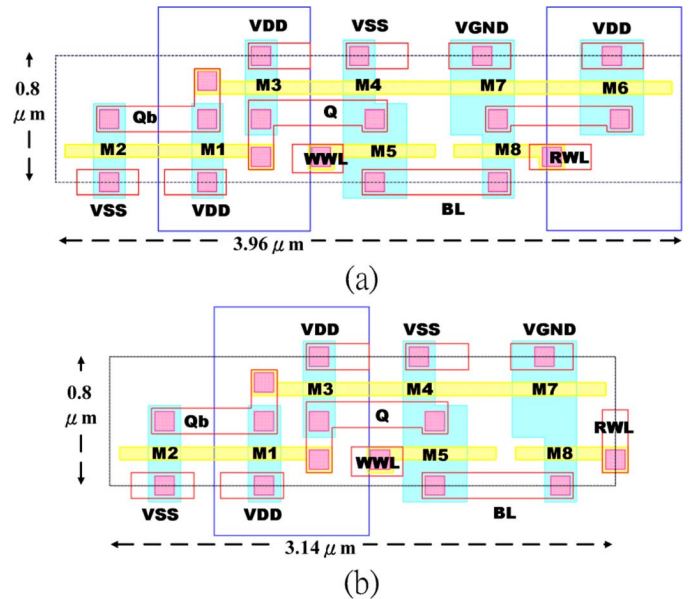 VDD VSS VGND VDD
0.8
μm
M3 M4 M7 M6
Qb Q
M2 M1 WWL M5 M8 RWL
VSS VDD BL
3.96 μm
(a)
VDD VSS VGND
0.8
μm
M3 M4 M7
Qb Q RWL
M2 M1 WWL M5 M8
VSS VDD BL
3.14 μm
(b)